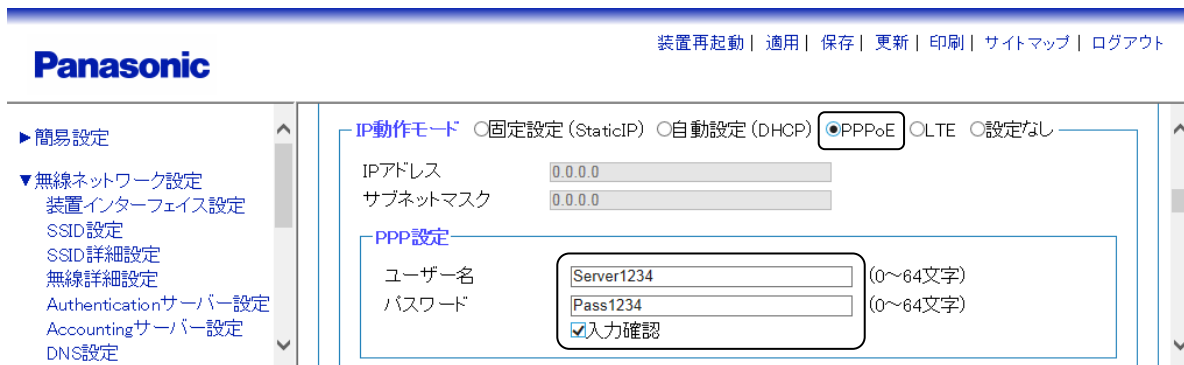 Panasonic
装置再起動| 適用| 保存| 更新| 印刷| サイトマップ| ログアウト
▶簡易設定
▼無線ネットワーク設定
装置インターフェイス設定
SSID設定
SSID詳細設定
無線詳細設定
Authenticationサーバー設定
Accountingサーバー設定
DNS設定
IP動作モード ○固定設定(StaticIP) ○自動設定(DHCP) ◉PPPoE ○LTE ○設定なし
IPアドレス 0.0.0.0
サブネットマスク 0.0.0.0
PPP設定
ユーザー名 Server1234 (0～64文字)
パスワード Pass1234 (0～64文字)
☑入力確認